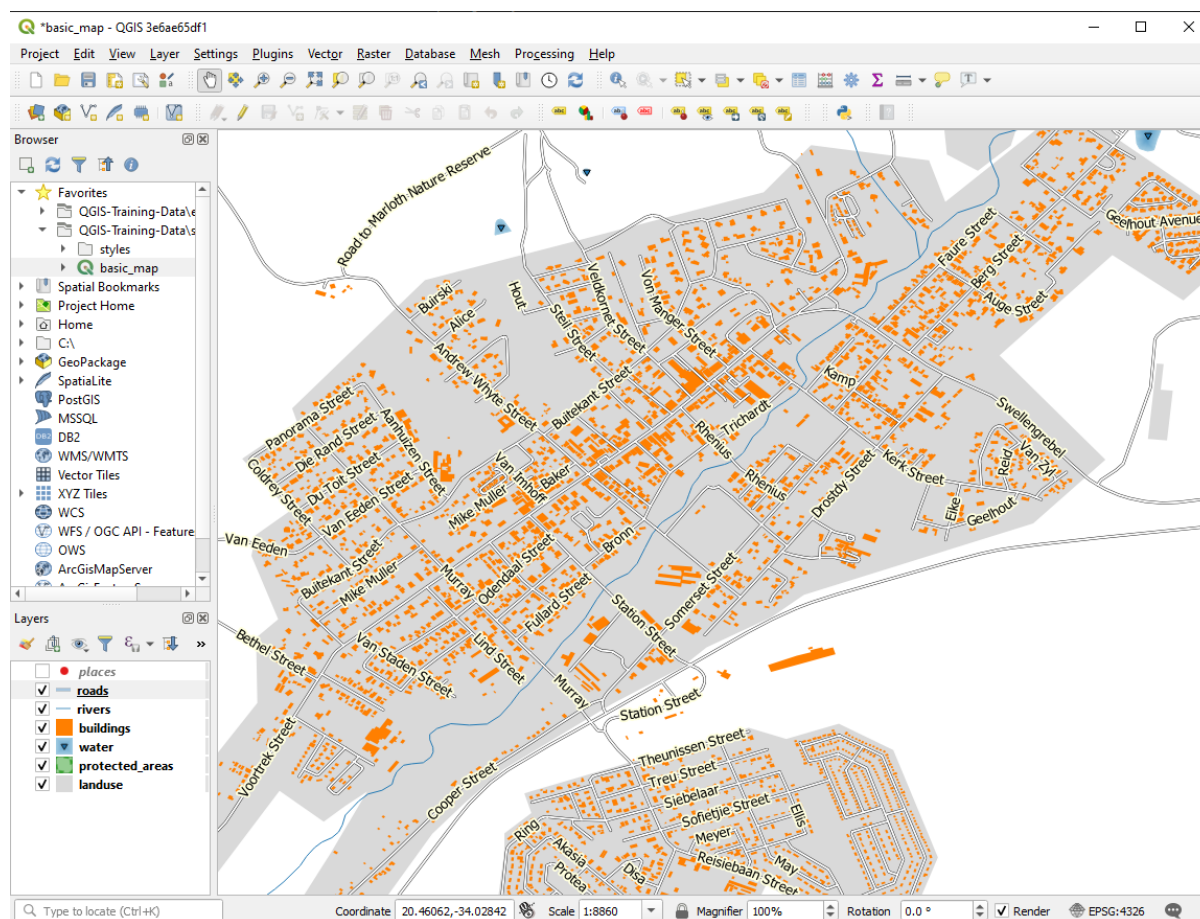 *basic_map - QGIS 3e6ae65df1
Project Edit View Layer Settings Plugins Vector Raster Database Mesh Processing Help
Browser
Favorites
QGIS-Training-Data\e
QGIS-Training-Data\s
styles
basic_map
Spatial Bookmarks
Project Home
Home
C:\
GeoPackage
SpatiaLite
PostGIS
MSSQL
DB2
WMS/WMTS
Vector Tiles
XYZ Tiles
WCS
WFS / OGC API - Feature
OWS
ArcGisMapServer
Layers
places
roads
rivers
buildings
water
protected_areas
landuse
Road to Marloth Nature Reserve
Geelhout Avenue
Faure Street
Berg Street
Auge Street
Buirski
Alice
Hout
Steil Street
Veldkornet Street
Von Manger Street
Andrew Whyte Street
Buitekant Street
Kamp
Trichardt
Rhenius
Swellengrebel
Panorama Street
Die Rand Street
Aanhuizen Street
Coldrey Street
Du-Toit Street
Van Eeden Street
Van Imhoff
Baker
Mike Muller
Rhenius
Drostdy Street
Kerk Street
Reid
Van Zyl
Eike
Geelhout
Van Eeden
Buitekant Street
Mike Muller
Murray
Odendaal Street
Bronn
Fullard Street
Station Street
Somerset Street
Bethel Street
Van Staden Street
Lind Street
Murray
Station Street
Voortrek Street
Cooper Street
Theunissen Street
Treu Street
Siebelaar
Sofietjie Street
Ellis
Meyer
Ring
Akasia
Protea
Disa
Reisiebaan Street
May
Type to locate (Ctrl+K) Coordinate 20.46062,-34.02842 Scale 1:8860 Magnifier 100% Rotation 0.0 ° Render EPSG:4326